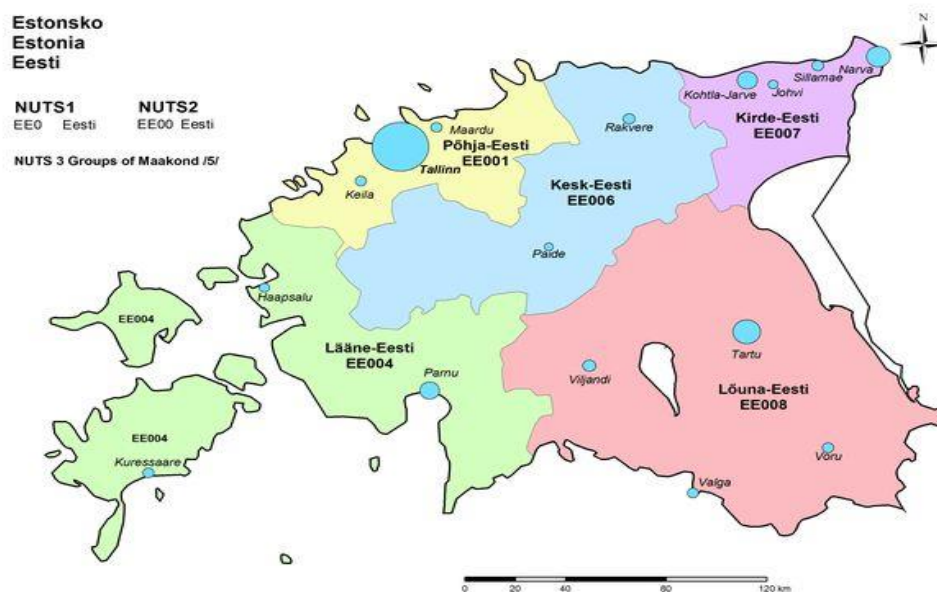 Estonsko
Estonia
Eesti
N
NUTS1 NUTS2
EE0 Eesti EE00 Eesti
NUTS 3 Groups of Maakond /5/
Narva
Sillamae
Kohtla-Jarve
Johvi
Kirde-Eesti
EE007
Rakvere
Maardu
Põhja-Eesti
EE001
Tallinn
Keila
Kesk-Eesti
EE006
Paide
Haapsalu
EE004
Lääne-Eesti
EE004
Parnu
Viljandi
Tartu
Lõuna-Eesti
EE008
EE004
Kuressaare
Voru
Valga
0 20 40 60 80 120 km